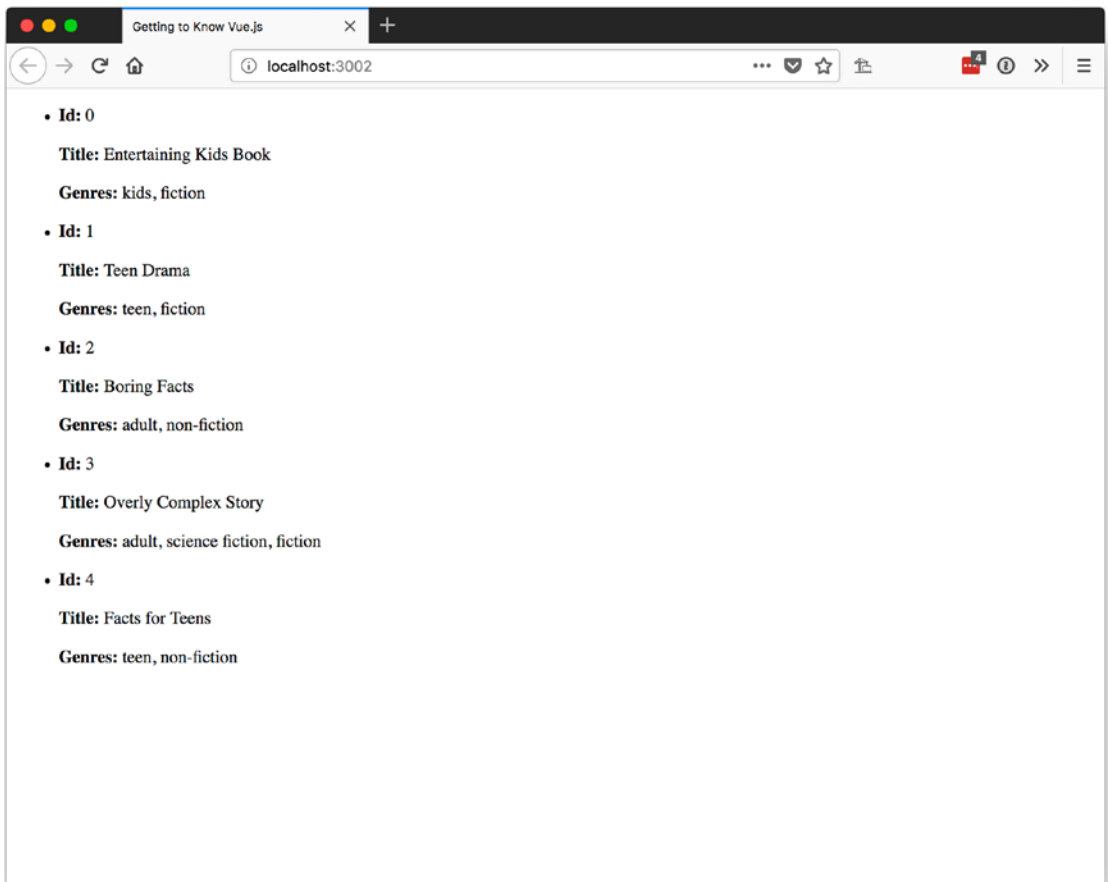 Getting to Know Vue.js
localhost:3002
4
• Id: 0
Title: Entertaining Kids Book
Genres: kids, fiction
• Id: 1
Title: Teen Drama
Genres: teen, fiction
• Id: 2
Title: Boring Facts
Genres: adult, non-fiction
• Id: 3
Title: Overly Complex Story
Genres: adult, science fiction, fiction
• Id: 4
Title: Facts for Teens
Genres: teen, non-fiction